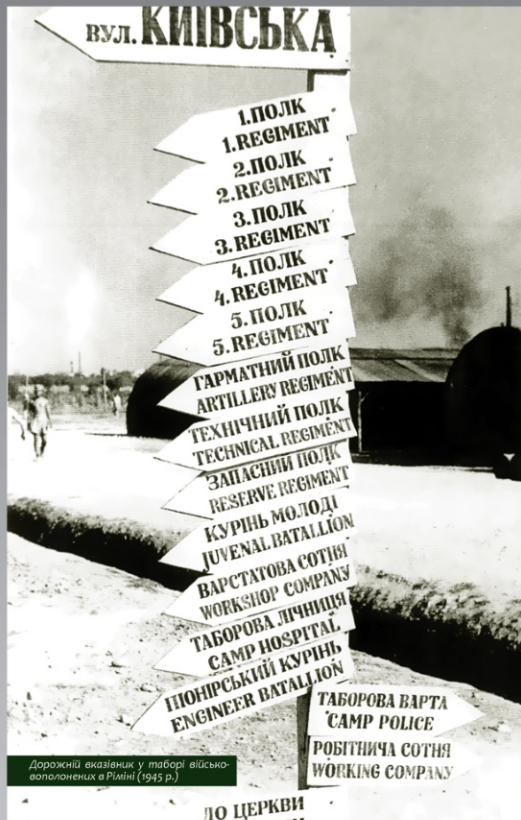 вул. КИЇВСЬКА
1. ПОЛК
1. REGIMENT
2. ПОЛК
2. REGIMENT
3. ПОЛК
3. REGIMENT
4. ПОЛК
4. REGIMENT
5. ПОЛК
5. REGIMENT
ГАРМАТНИЙ ПОЛК
ARTILLERY REGIMENT
ТЕХНІЧНИЙ ПОЛК
TECHNICAL REGIMENT
ЗАПАСНИЙ ПОЛК
RESERVE REGIMENT
КУРІНЬ МОЛОДІ
JUVENAL BATALLION
ВАРСТАТОВА СОТНЯ
WORKSHOP COMPANY
ТАБОРОВА ЛІЧНИЦЯ
CAMP HOSPITAL
ПІОНІРСЬКИЙ КУРІНЬ
ENGINEER BATALLION
ТАБОРОВА ВАРТА
CAMP POLICE
РОБІТНИЧА СОТНЯ
WORKING COMPANY
ДО ЦЕРКВИ
Дорожній вказівник у таборі військо-
вополонених в Ріміні (1945 р.)